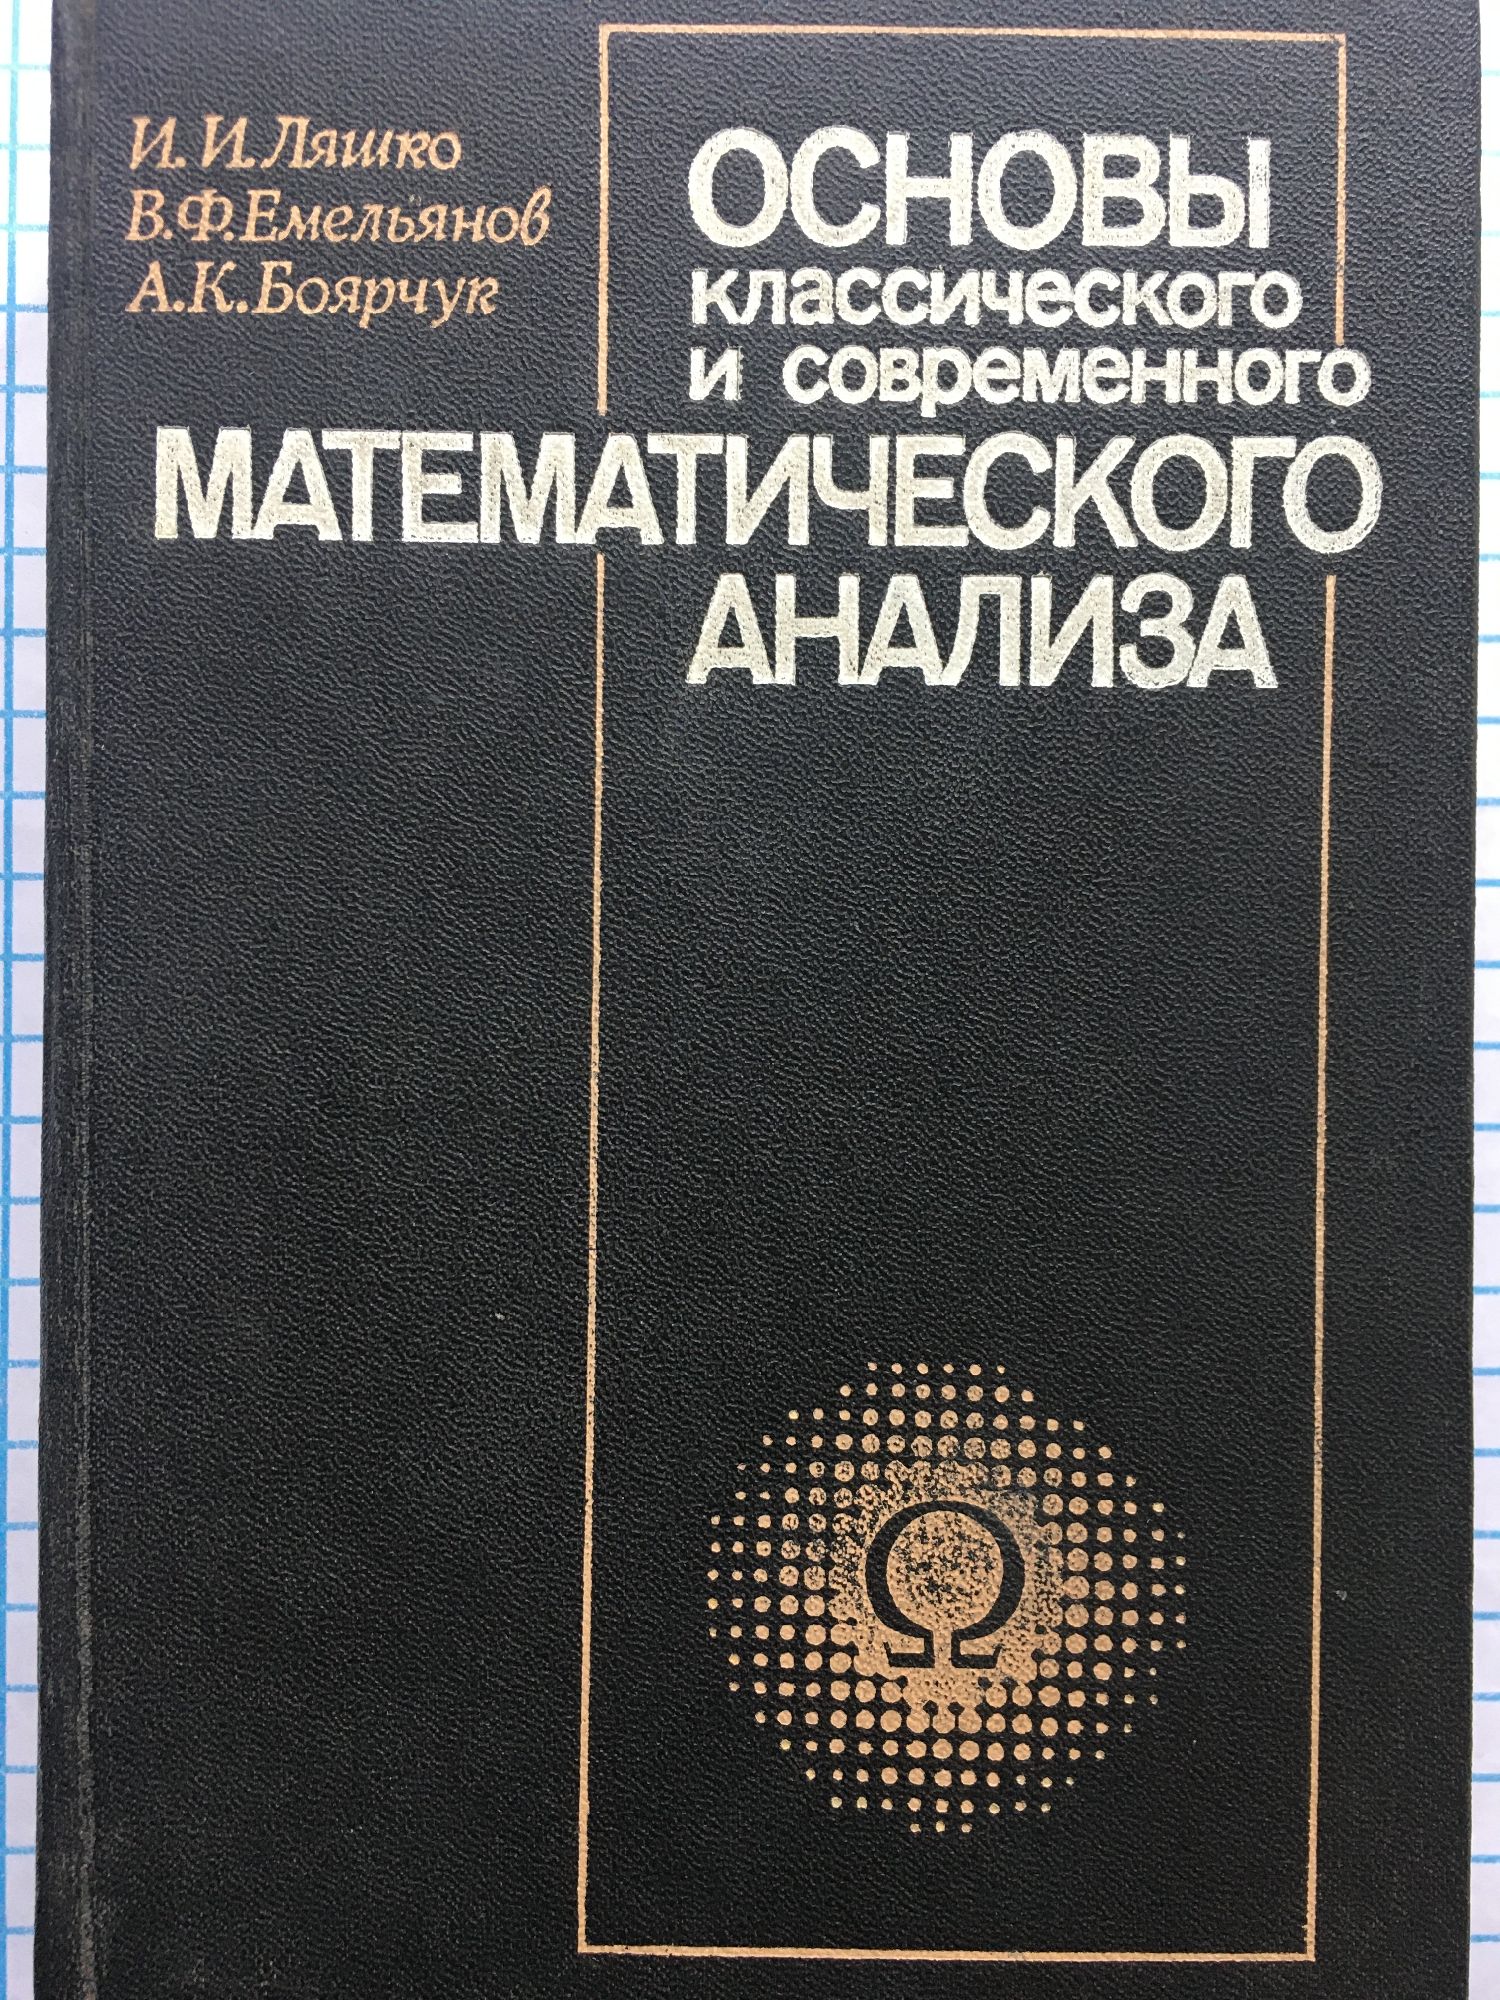 И. И. Ляшко
В. Ф. Емельянов
А. К. Боярчук
ОСНОВЫ
классического
и современного
МАТЕМАТИЧЕСКОГО
АНАЛИЗА
Ω